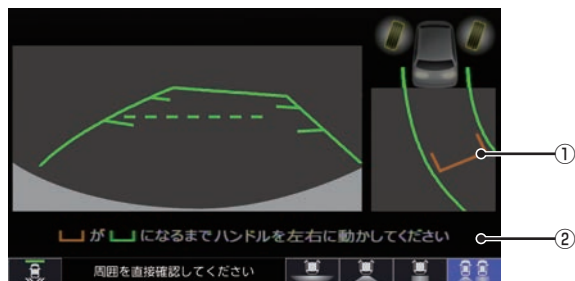 ①
が になるまでハンドルを左右に動かしてください
②
周囲を直接確認してください